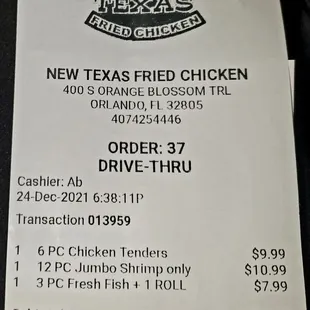 TEXAS
FRIED CHICKEN
NEW TEXAS FRIED CHICKEN
400 S ORANGE BLOSSOM TRL
ORLANDO, FL 32805
4074254446
ORDER: 37
DRIVE-THRU
Cashier: Ab
24-Dec-2021 6:38:11P
Transaction 013959
1 6 PC Chicken Tenders $9.99
1 12 PC Jumbo Shrimp only $10.99
1 3 PC Fresh Fish + 1 ROLL $7.99